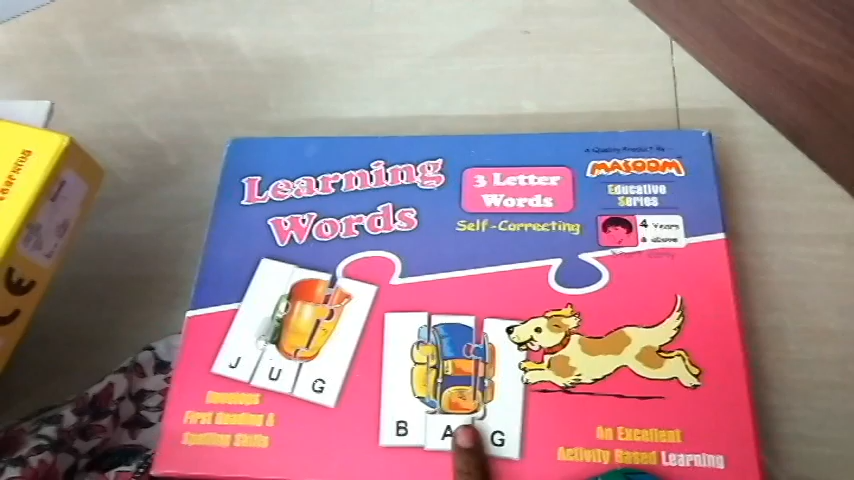 Learning
Words
3 Letter
Words
Self-Correcting
A Quality Product By
MASOOM
Educative
Series
4 Years
& above
J U G
B A G
Develops
First Reading &
Spelling Skills
An Excellent
Activity Based Learning